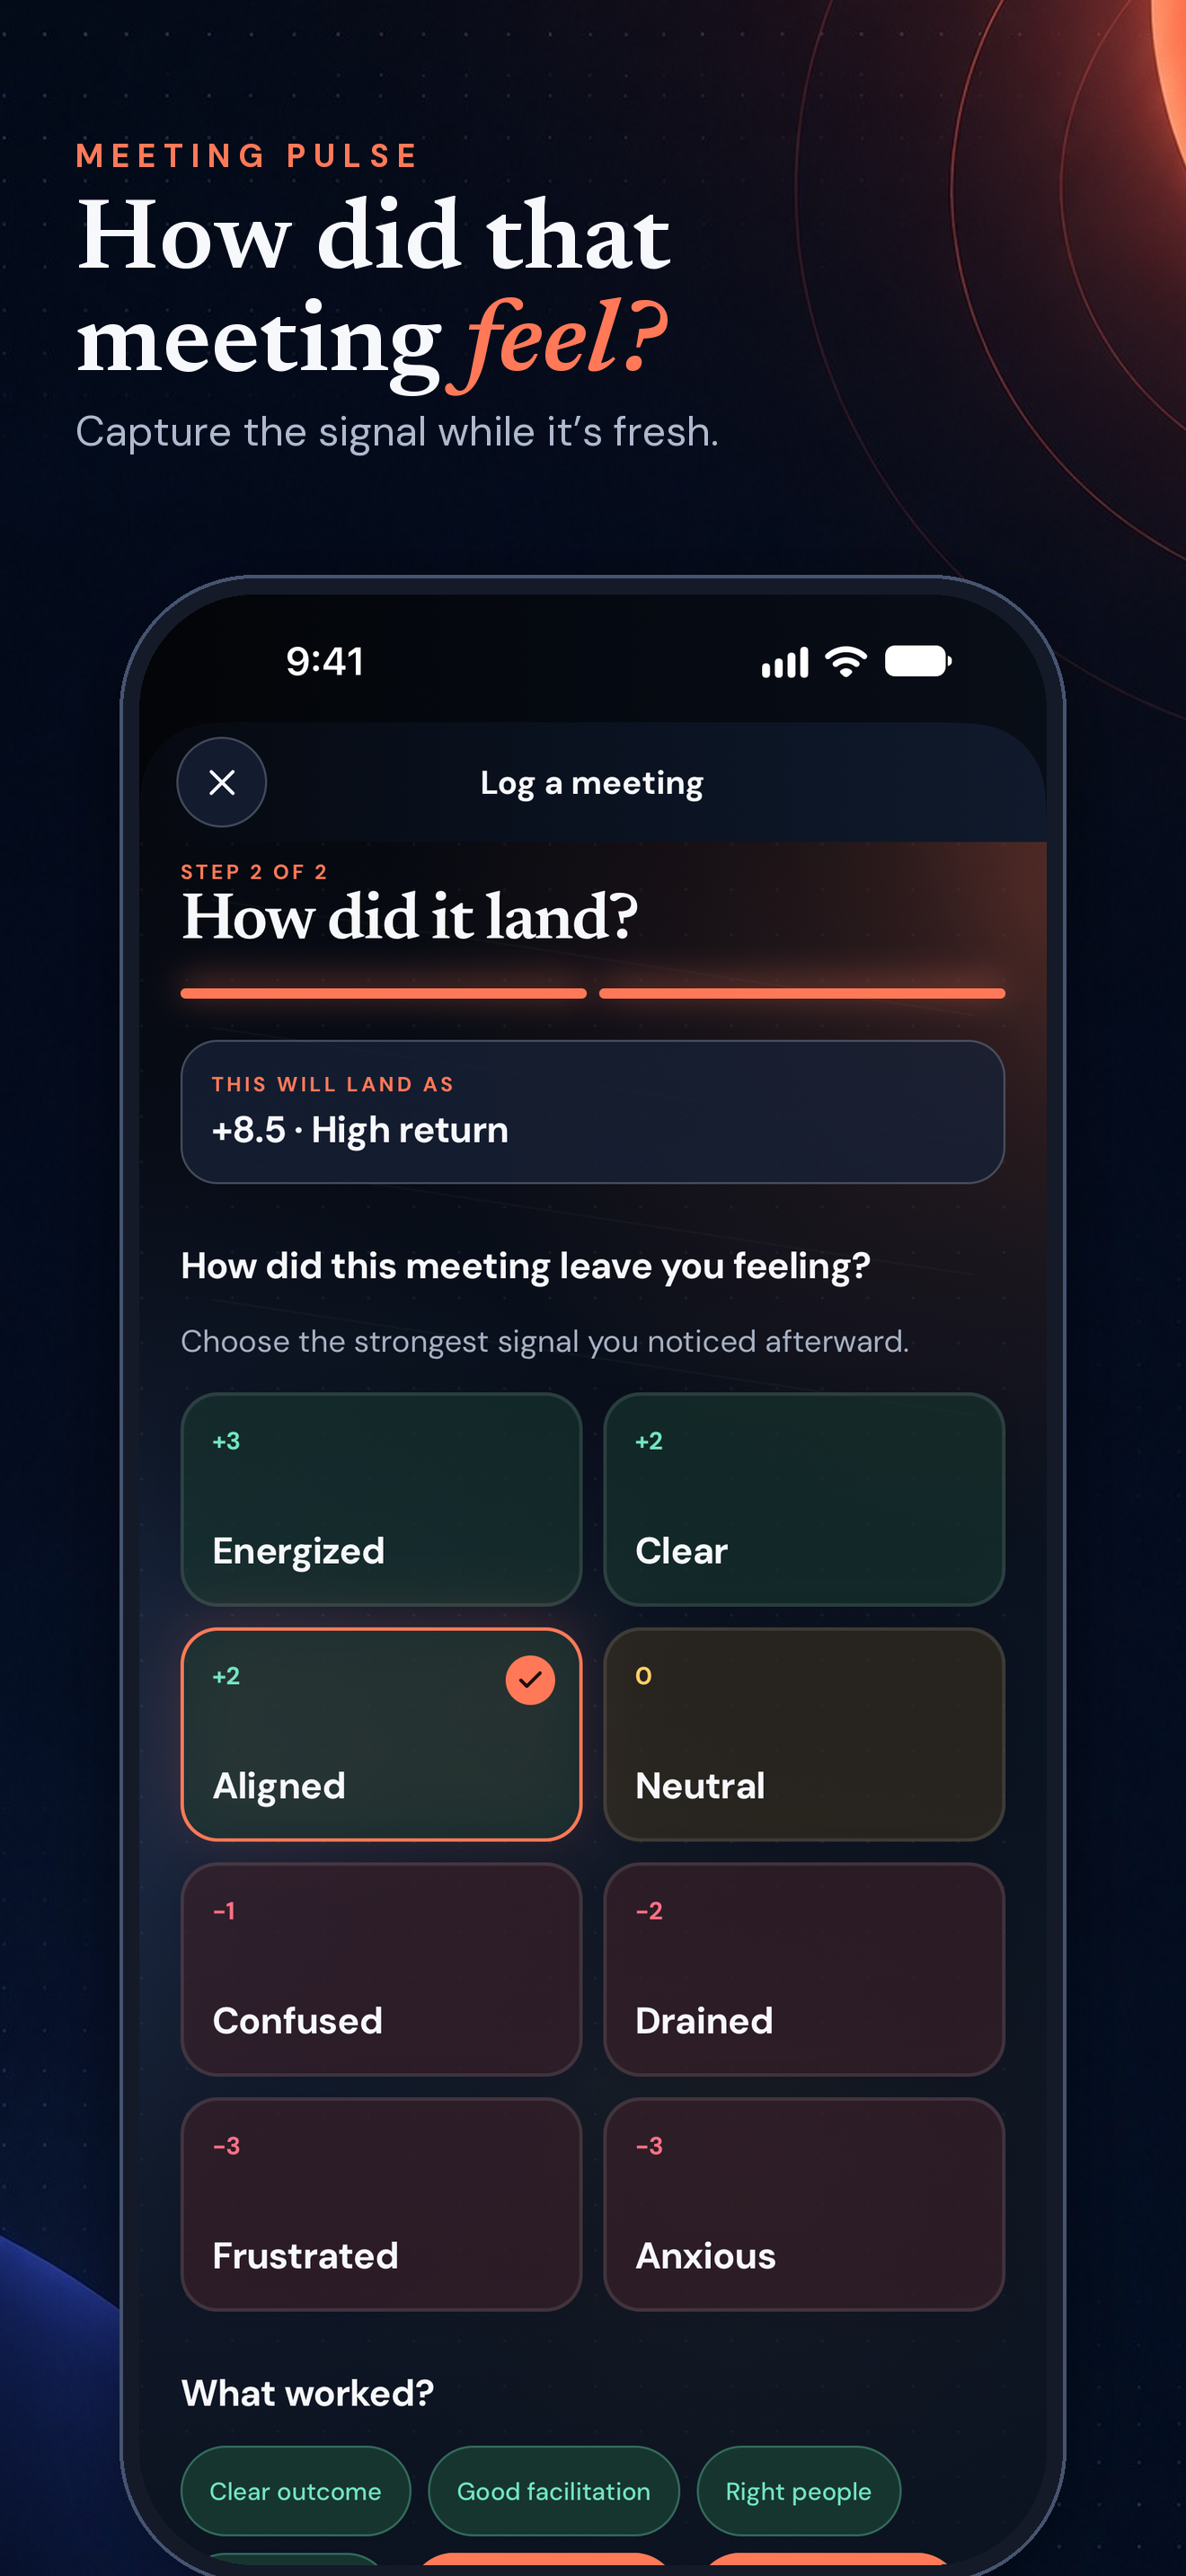 MEETING PULSE
How did that
meeting feel?
Capture the signal while it’s fresh.
9:41
Log a meeting
STEP 2 OF 2
How did it land?
THIS WILL LAND AS
+8.5 · High return
How did this meeting leave you feeling?
Choose the strongest signal you noticed afterward.
+3
Energized
+2
Clear
+2
Aligned
0
Neutral
−1
Confused
−2
Drained
−3
Frustrated
−3
Anxious
What worked?
Clear outcome
Good facilitation
Right people